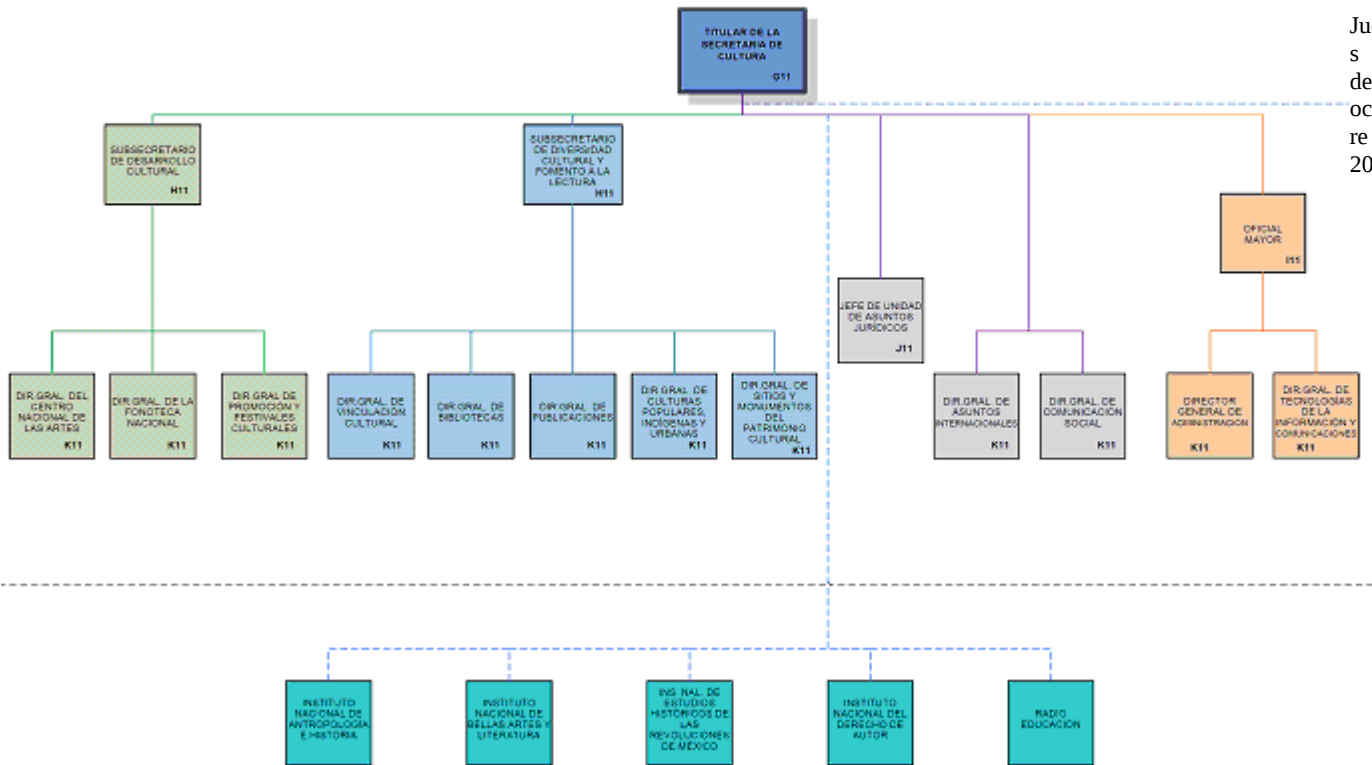 TITULAR DE LA
SECRETARIA DE
CULTURA
G11
Ju
s
de
oc
re
20
SUBSECRETARIO
DE DESARROLLO
CULTURAL
H11
SUBSECRETARIO
DE DIVERSIDAD
CULTURAL Y
FOMENTO A LA
LECTURA
H11
OFICIAL
MAYOR
I11
JEFE DE UNIDAD
DE ASUNTOS
JURÍDICOS
J11
DIR.GRAL. DEL
CENTRO
NACIONAL DE
LAS ARTES
K11
DIR.GRAL. DE LA
FONOTECA
NACIONAL
K11
DIR.GRAL. DE
PROMOCIÓN Y
FESTIVALES
CULTURALES
K11
DIR.GRAL. DE
VINCULACIÓN
CULTURAL
K11
DIR.GRAL. DE
BIBLIOTECAS
K11
DIR.GRAL. DE
PUBLICACIONES
K11
DIR.GRAL. DE
CULTURAS
POPULARES,
INDÍGENAS Y
URBANAS
K11
DIR.GRAL. DE
SITIOS Y
MONUMENTOS
DEL
PATRIMONIO
CULTURAL
K11
DIR.GRAL. DE
ASUNTOS
INTERNACIONALES
K11
DIR.GRAL. DE
COMUNICACIÓN
SOCIAL
K11
DIRECTOR
GENERAL DE
ADMINISTRACION
K11
DIR.GRAL. DE
TECNOLOGÍAS
DE LA
INFORMACIÓN Y
COMUNICACIONES
K11
INSTITUTO
NACIONAL DE
ANTROPOLOGÍA
E HISTORIA
INSTITUTO
NACIONAL DE
BELLAS ARTES Y
LITERATURA
INS. NAL. DE
ESTUDIOS
HISTÓRICOS DE
LAS
REVOLUCIONES
DE MÉXICO
INSTITUTO
NACIONAL DEL
DERECHO DE
AUTOR
RADIO
EDUCACION